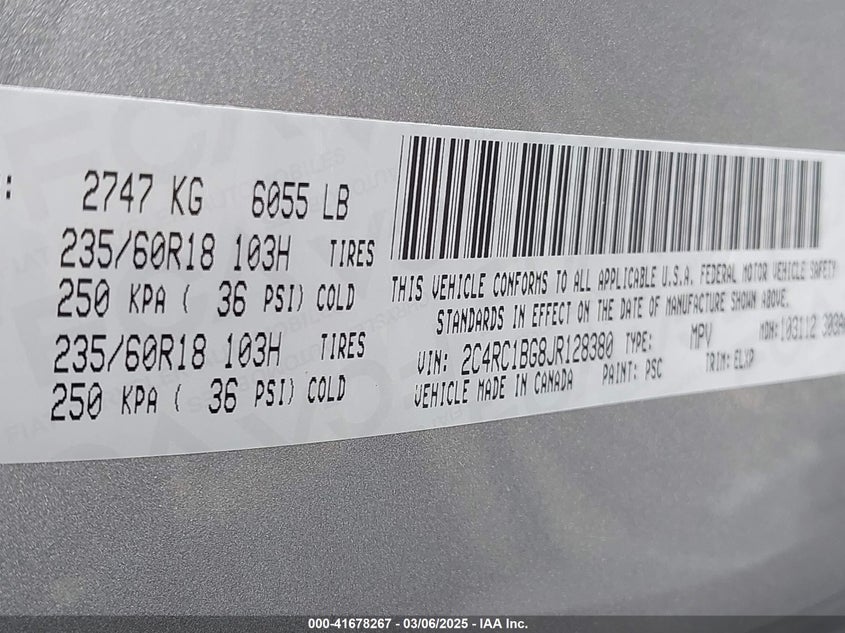 : 2747 KG 6055 LB
235/60R18 103H TIRES
250 KPA ( 36 PSI) COLD
235/60R18 103H TIRES
250 KPA ( 36 PSI) COLD
THIS VEHICLE CONFORMS TO ALL APPLICABLE U.S.A. FEDERAL MOTOR VEHICLE SAFETY
STANDARDS IN EFFECT ON THE DATE OF MANUFACTURE SHOWN ABOVE.
VIN: 2C4RC1BG8JR128380 TYPE: MPV MDH: 103112
VEHICLE MADE IN CANADA PAINT: PSC TRIM: ELXP
000-41678267 - 03/06/2025 - IAA Inc.